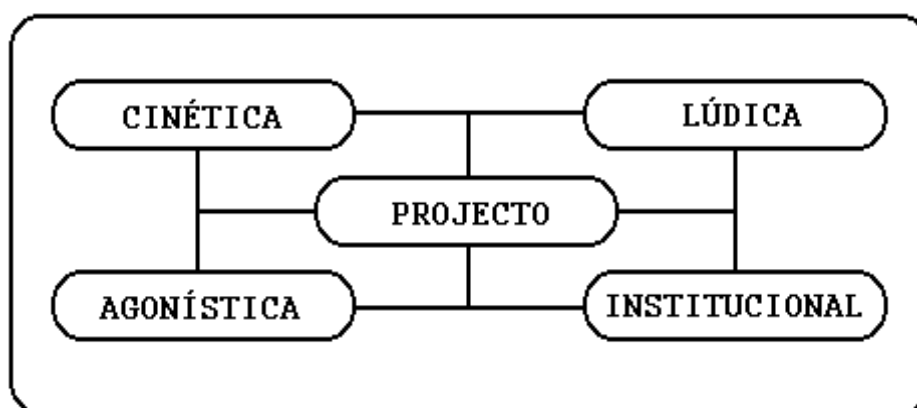 CINÉTICA
LÚDICA
PROJECTO
AGONÍSTICA
INSTITUCIONAL